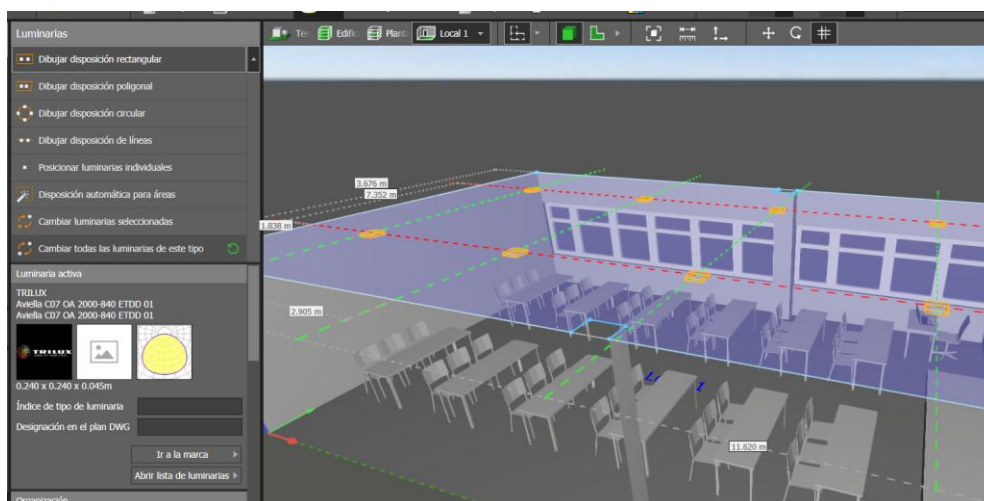 Luminarias
Edific
Plant
Local 1
Dibujar disposición rectangular
Dibujar disposición poligonal
Dibujar disposición circular
Dibujar disposición de líneas
Posicionar luminarias individuales
Disposición automática para áreas
Cambiar luminarias seleccionadas
Cambiar todas las luminarias de este tipo
Luminaria activa
TRILUX
Aviella C07 OA 2000-840 ETDD 01
Aviella C07 OA 2000-840 ETDD 01
TRILUX
0.240 x 0.240 x 0.045m
Índice de tipo de luminaria
Designación en el plan DWG
Ir a la marca
Abrir lista de luminarias
Organización
3.676 m
7.352 m
1.838 m
2.905 m
11.620 m